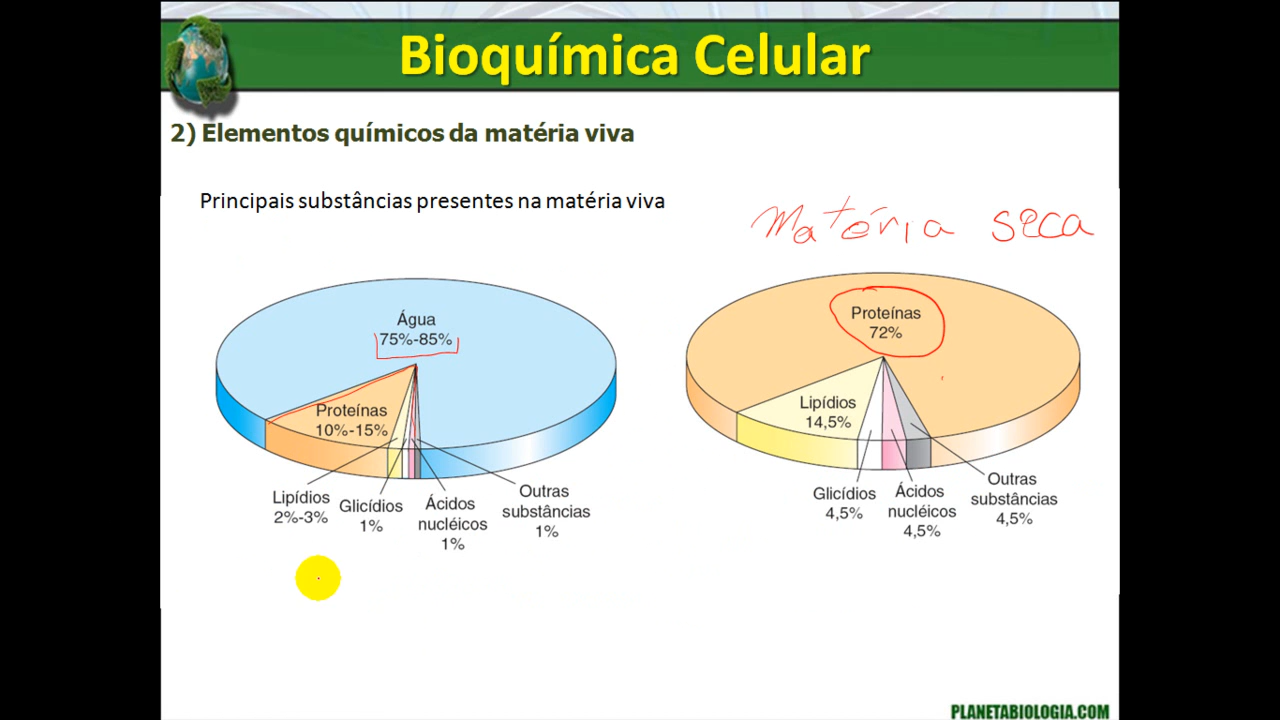 Bioquímica Celular
2) Elementos químicos da matéria viva
Principais substâncias presentes na matéria viva
Matéria seca
Água
75%-85%
Proteínas
10%-15%
Lipídios
2%-3%
Glicídios
1%
Ácidos
nucléicos
1%
Outras
substâncias
1%
Proteínas
72%
Lipídios
14,5%
Glicídios
4,5%
Ácidos
nucléicos
4,5%
Outras
substâncias
4,5%
PLANETABIOLOGIA.COM